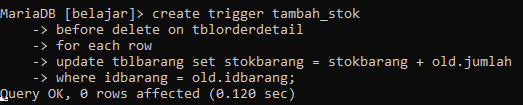 MariaDB [belajar]> create trigger tambah_stok
-> before delete on tblorderdetail
-> for each row
-> update tblbarang set stokbarang = stokbarang + old.jumlah
-> where idbarang = old.idbarang;
Query OK, 0 rows affected (0.120 sec)